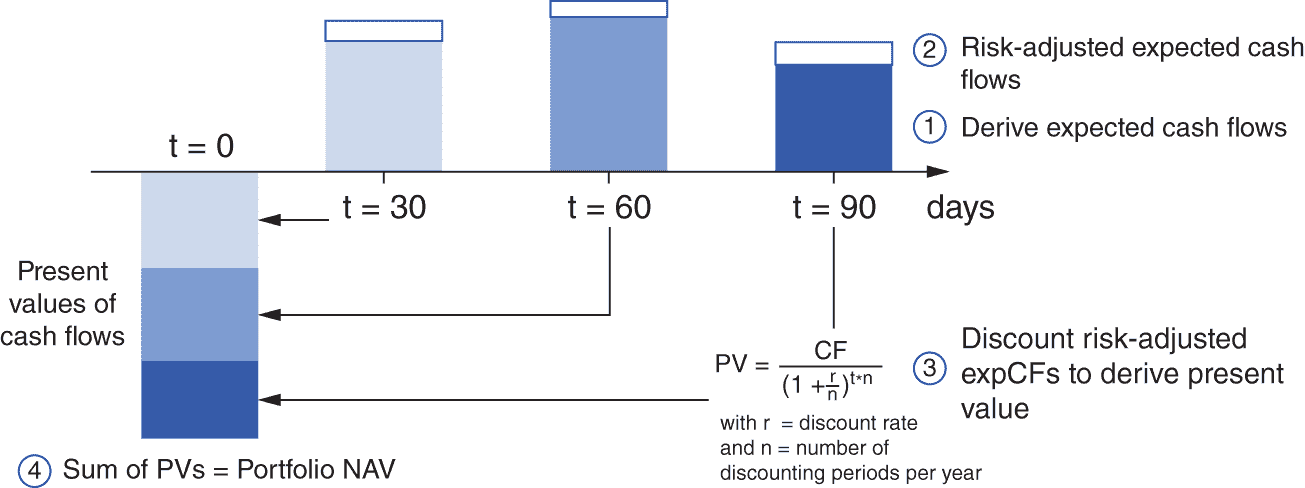 ② Risk-adjusted expected cash
flows
① Derive expected cash flows
t = 0
t = 30
t = 60
t = 90
days
Present
values of
cash flows
PV = CF / (1 + r/n)^t*n
with r = discount rate
and n = number of
discounting periods per year
③ Discount risk-adjusted
expCFs to derive present
value
④ Sum of PVs = Portfolio NAV